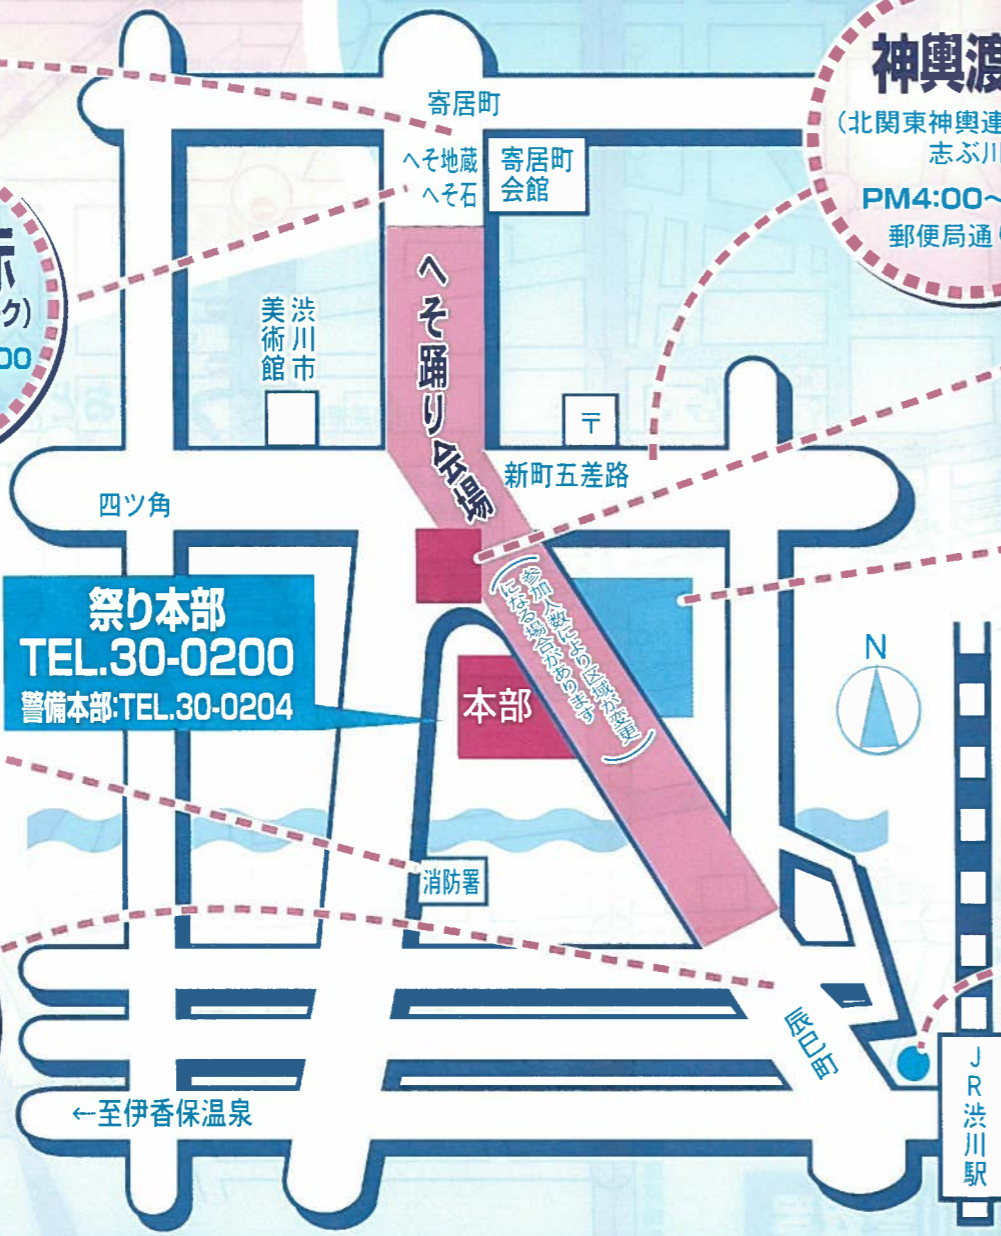 神輿渡
(北関東神輿連
志ぶ川
PM4:00～
郵便局通り
寄居町
へそ地蔵
へそ石
寄居町
会館
示
ク)
00
へそ踊り会場
渋川市
美術館
〒
四ツ角
新町五差路
祭り本部
TEL.30-0200
警備本部:TEL.30-0204
本部
(参加人数により区域が変更
になる場合があります)
N
消防署
辰巳町
←至伊香保温泉
JR渋川駅